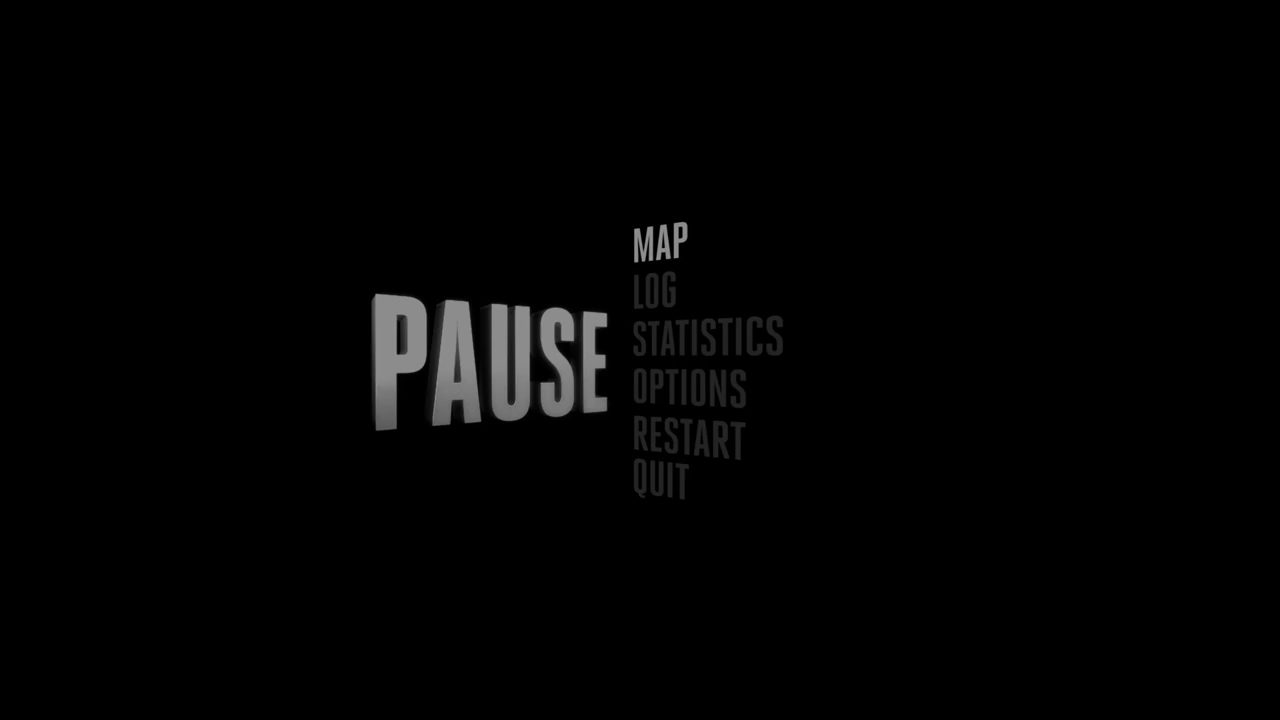 PAUSE
MAP
LOG
STATISTICS
OPTIONS
RESTART
QUIT